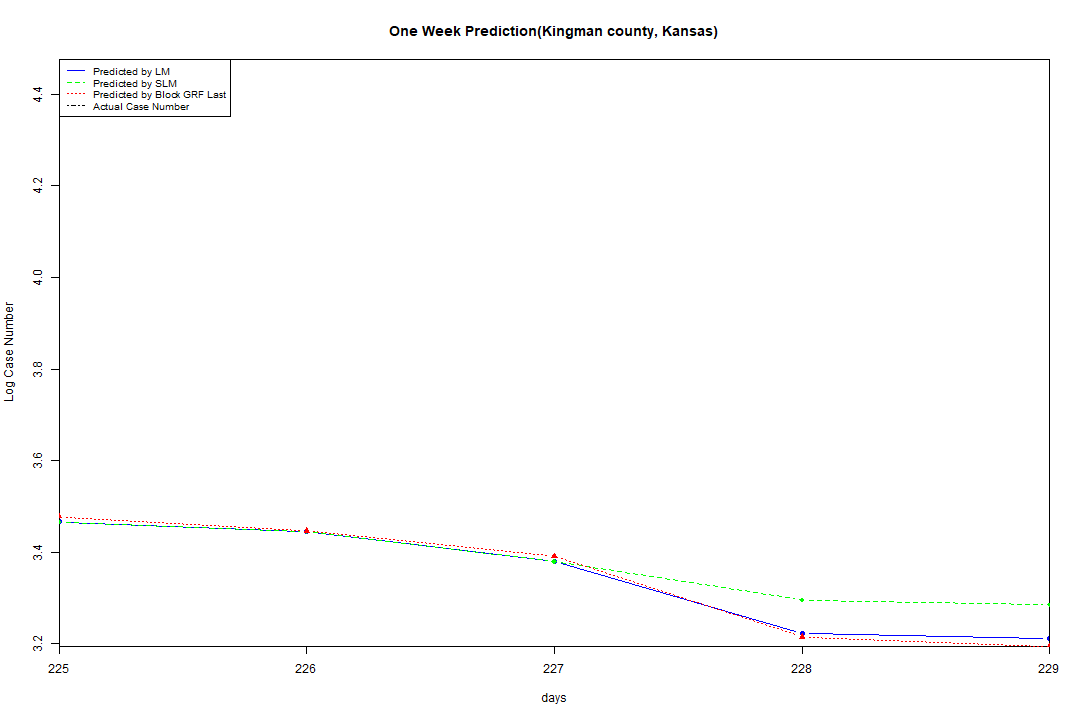 One Week Prediction(Kingman county, Kansas)
Predicted by LM
Predicted by SLM
Predicted by Block GRF Last
Actual Case Number
4.4
4.2
4.0
3.8
3.6
3.4
3.2
Log Case Number
225 226 227 228 229
days